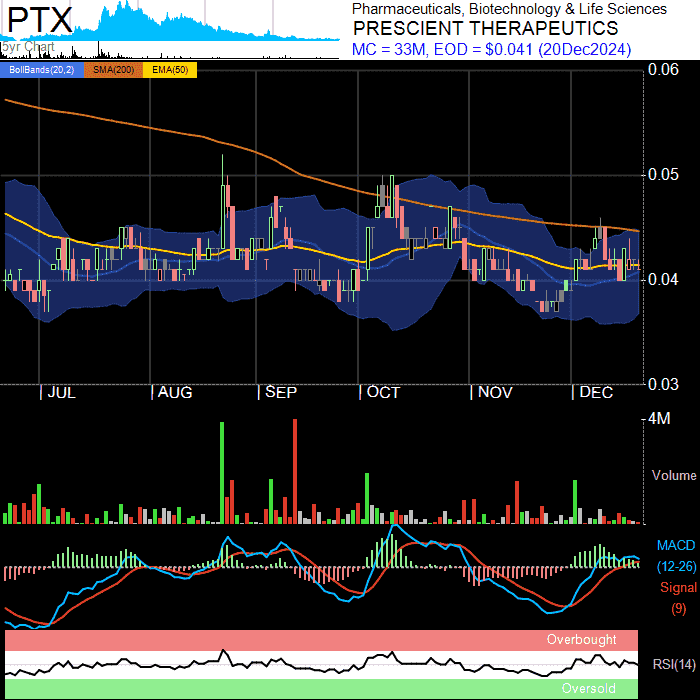 PTX
Pharmaceuticals, Biotechnology & Life Sciences
PRESCIENT THERAPEUTICS
MC = 33M, EOD = $0.041 (20Dec2024)
5yr Chart
BollBands(20,2) SMA(200) EMA(50)
0.06
0.05
0.04
0.03
JUL AUG SEP OCT NOV DEC
4M
Volume
MACD
(12-26)
Signal
(9)
Overbought
RSI(14)
Oversold